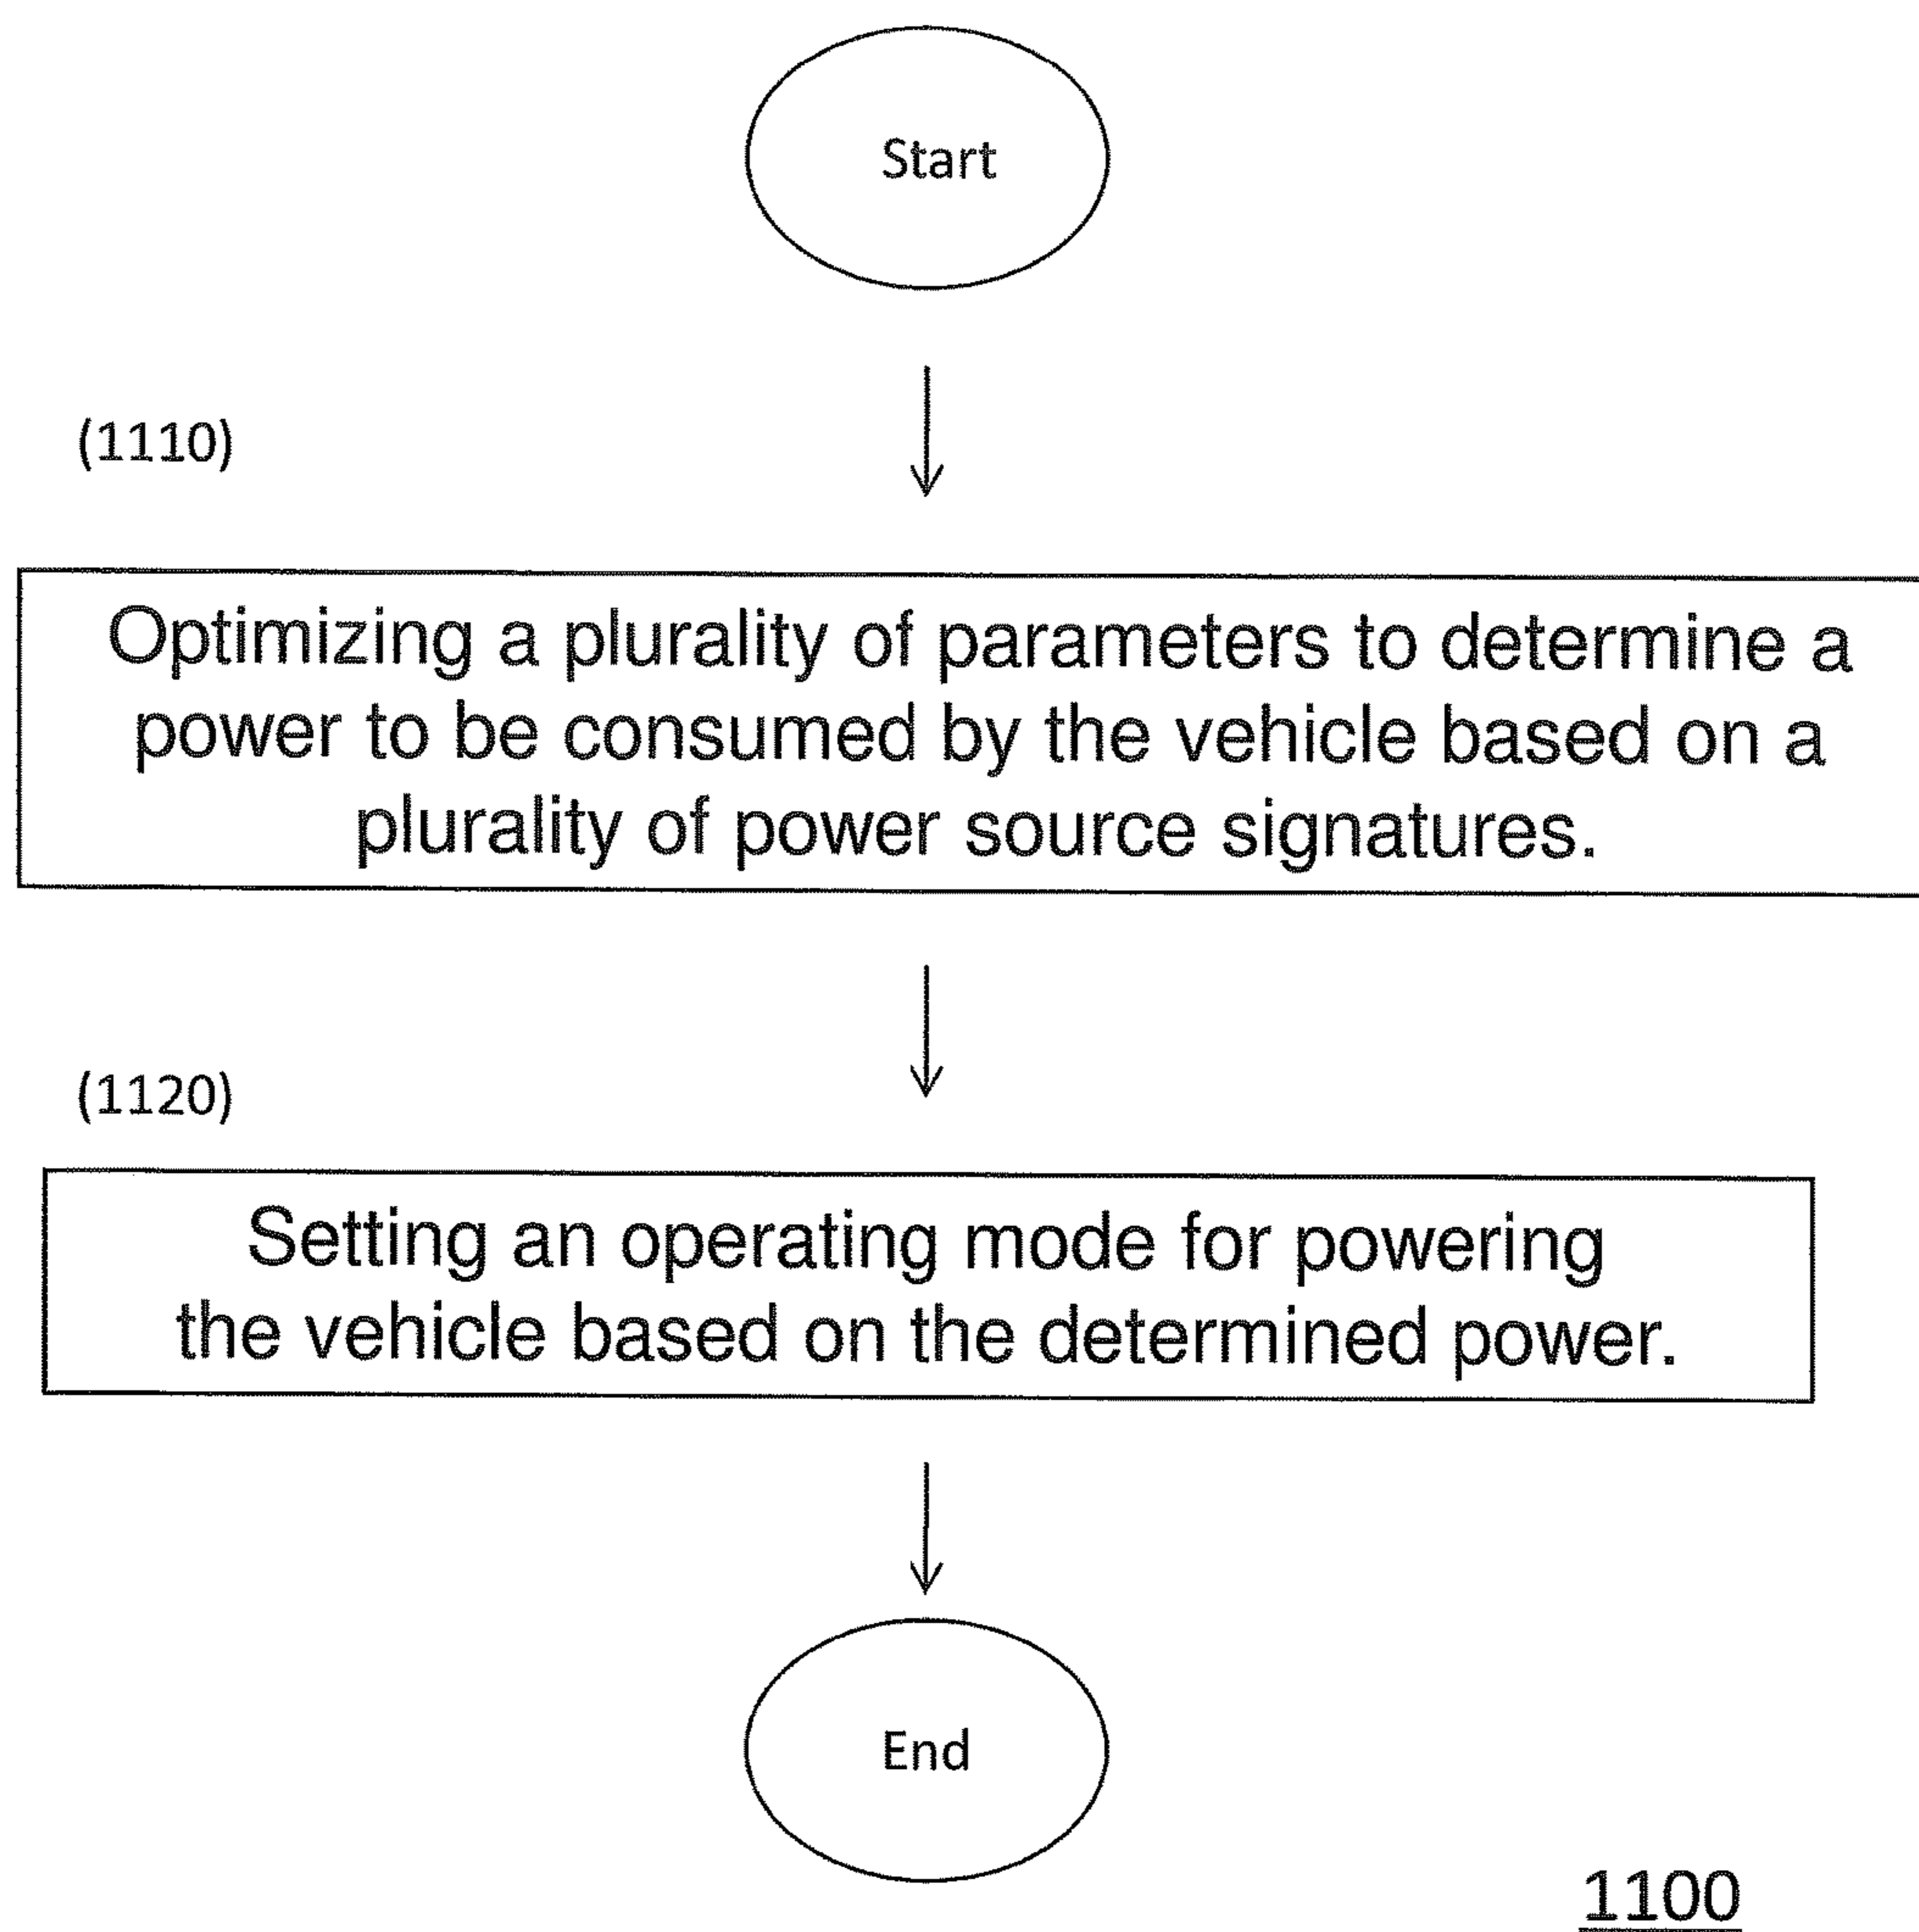 Start
(1110)
Optimizing a plurality of parameters to determine a
power to be consumed by the vehicle based on a
plurality of power source signatures.
(1120)
Setting an operating mode for powering
the vehicle based on the determined power.
End
1100